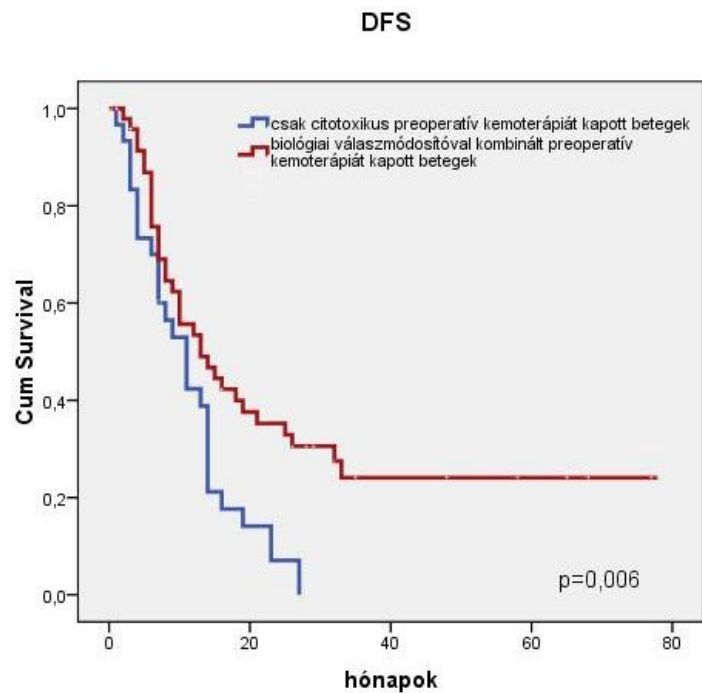 DFS
csak citotoxikus preoperatív kemoterápiát kapott betegek
biológiai válaszmódosítóval kombinált preoperatív
kemoterápiát kapott betegek
Cum Survival
1,0
0,8
0,6
0,4
0,2
0,0
p=0,006
0
20
40
60
80
hónapok